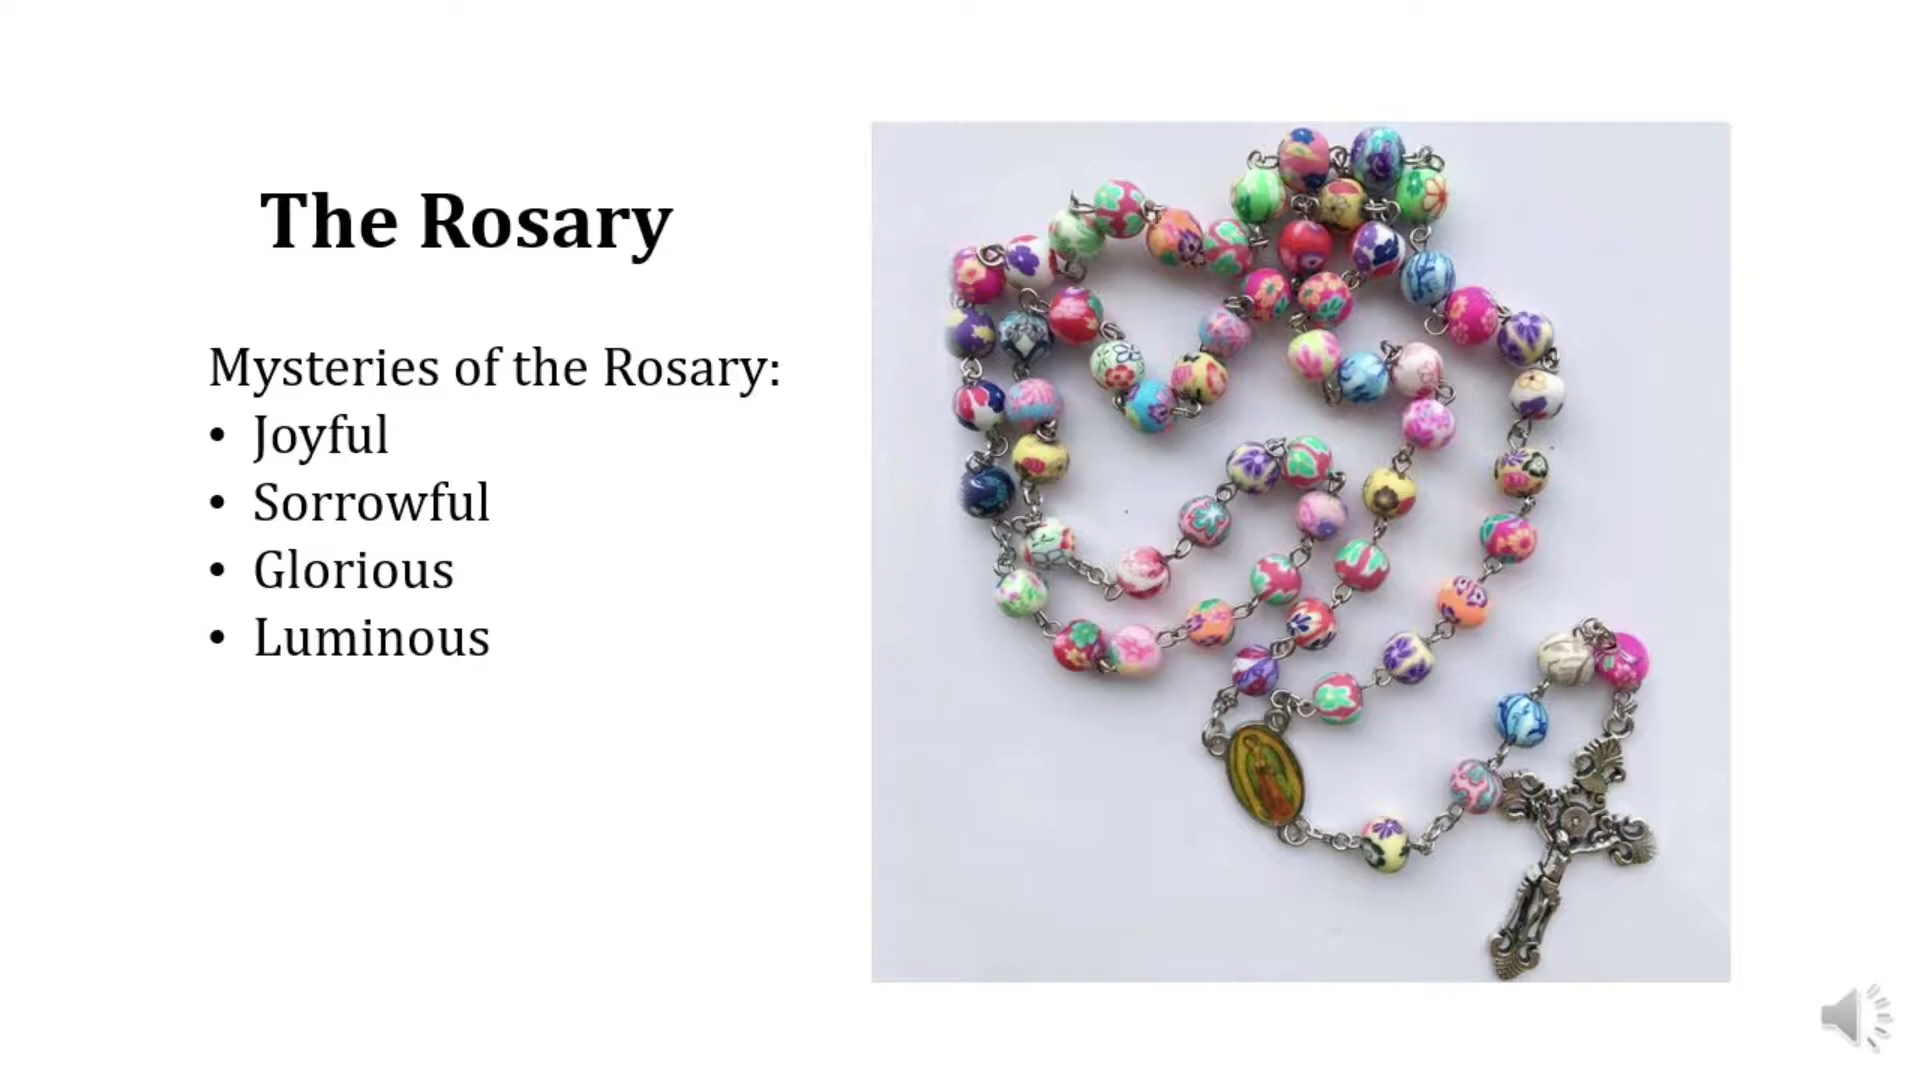 The Rosary
Mysteries of the Rosary:
• Joyful
• Sorrowful
• Glorious
• Luminous